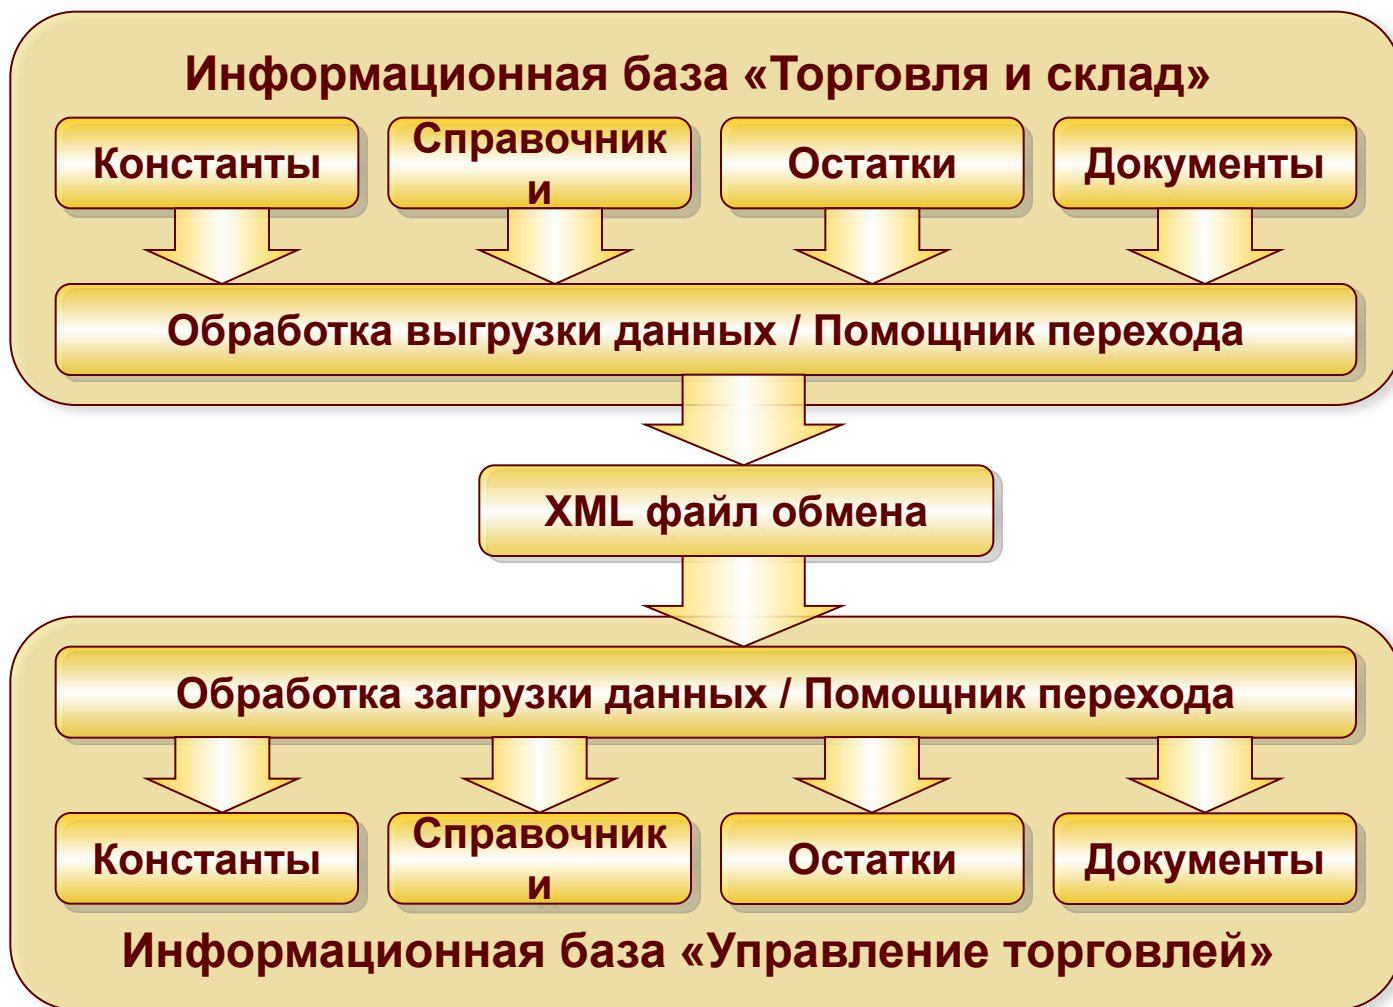 Информационная база «Торговля и склад»
Константы
Справочник
и
Остатки
Документы
Обработка выгрузки данных / Помощник перехода
XML файл обмена
Обработка загрузки данных / Помощник перехода
Константы
Справочник
и
Остатки
Документы
Информационная база «Управление торговлей»